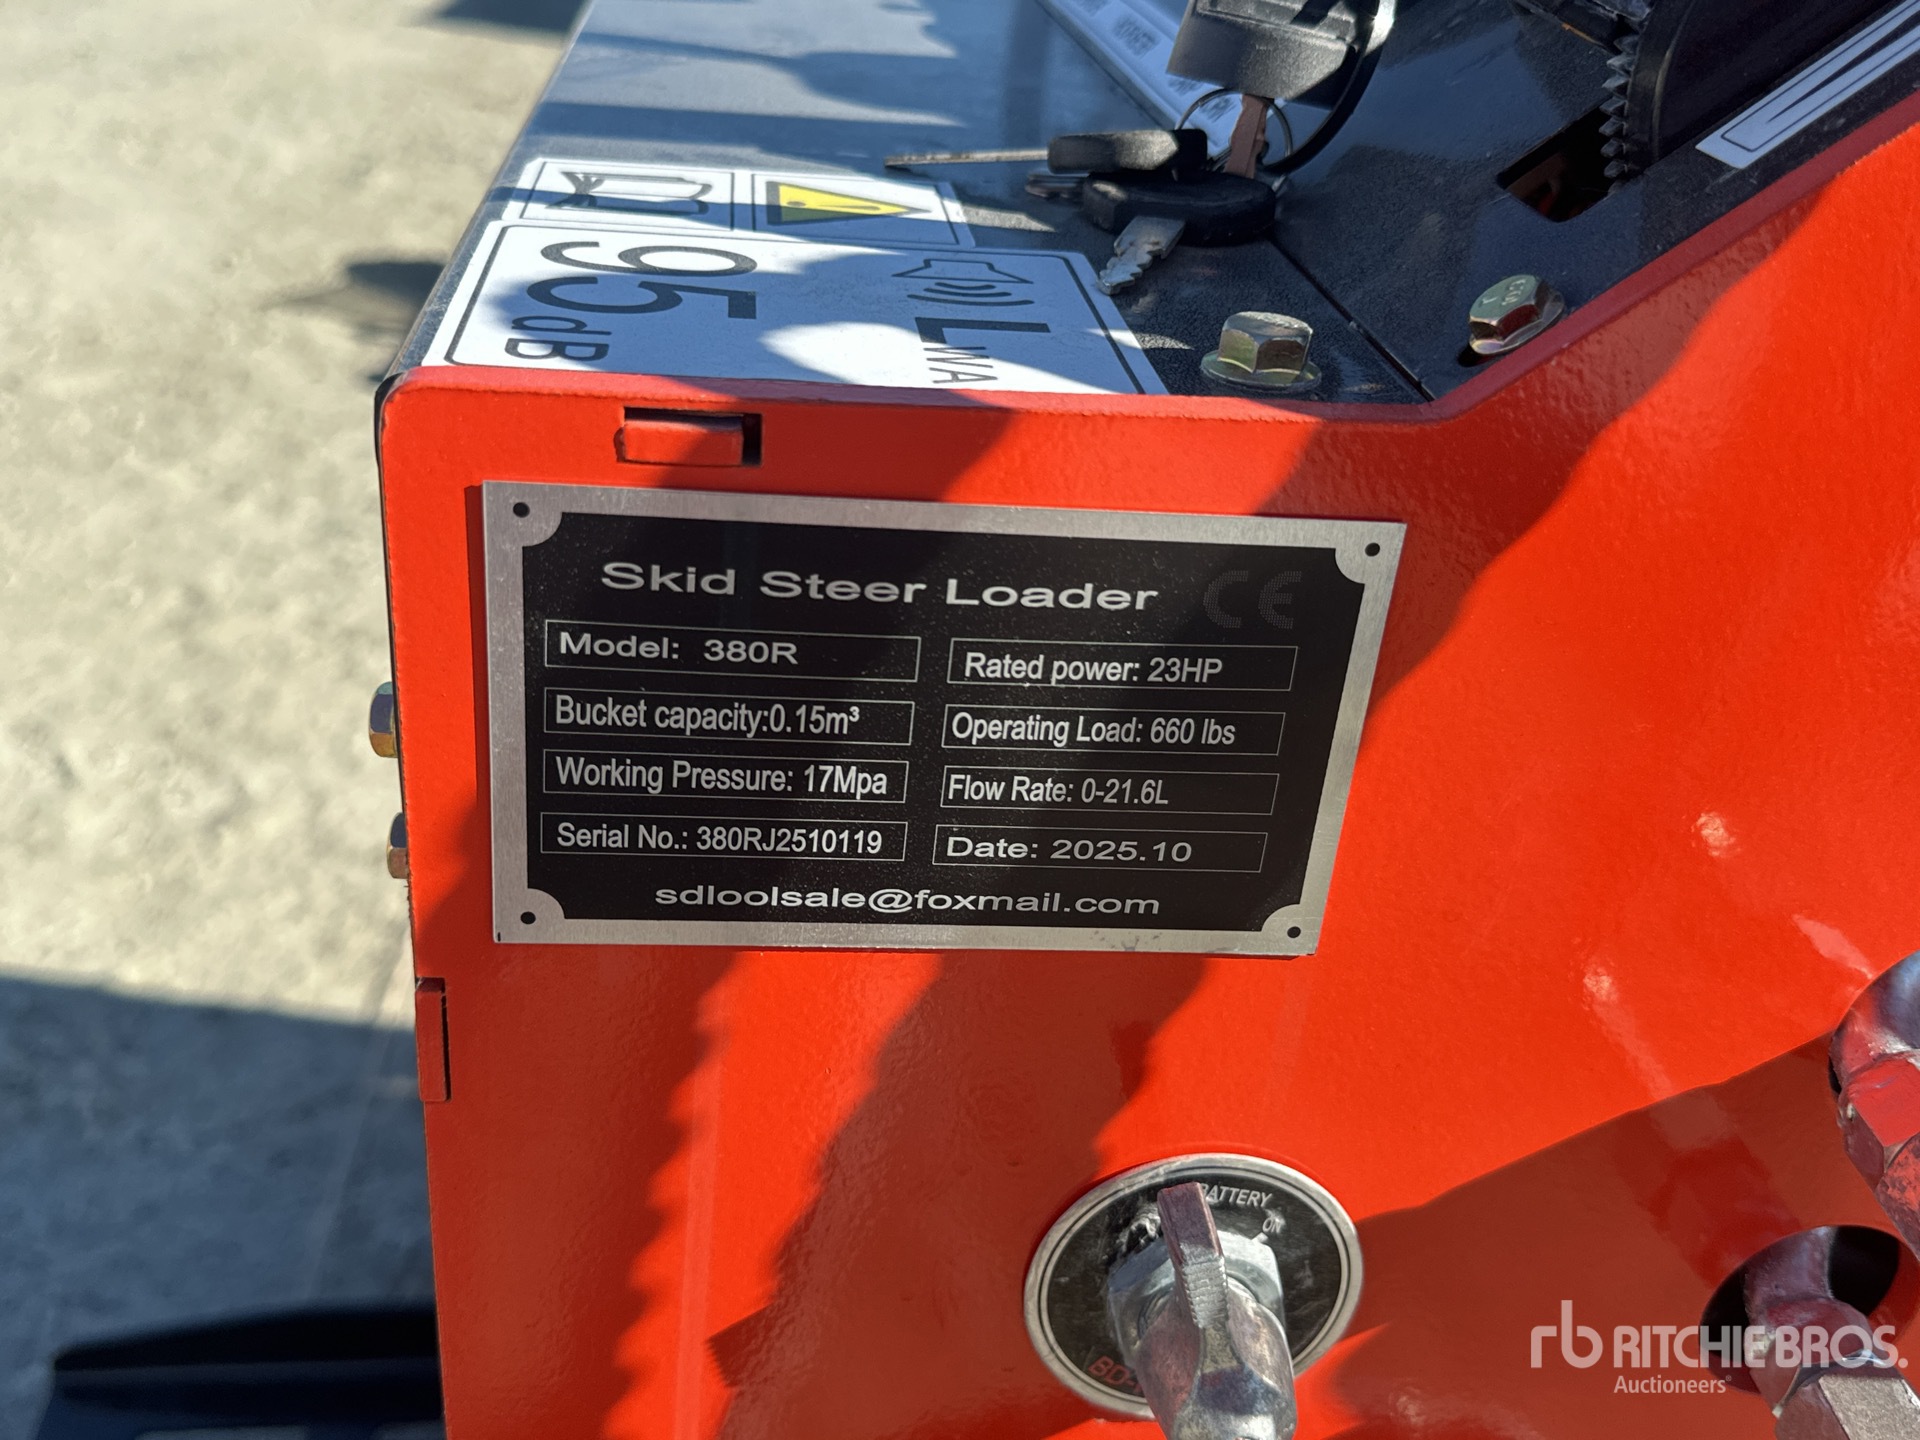 95
dB
LWA
Skid Steer Loader CE
Model: 380R
Rated power: 23HP
Bucket capacity:0.15m³
Operating Load: 660 lbs
Working Pressure: 17Mpa
Flow Rate: 0-21.6L
Serial No.: 380RJ2510119
Date: 2025.10
sdloolsale@foxmail.com
BATTERY
ON
rb RITCHIE BROS.
Auctioneers